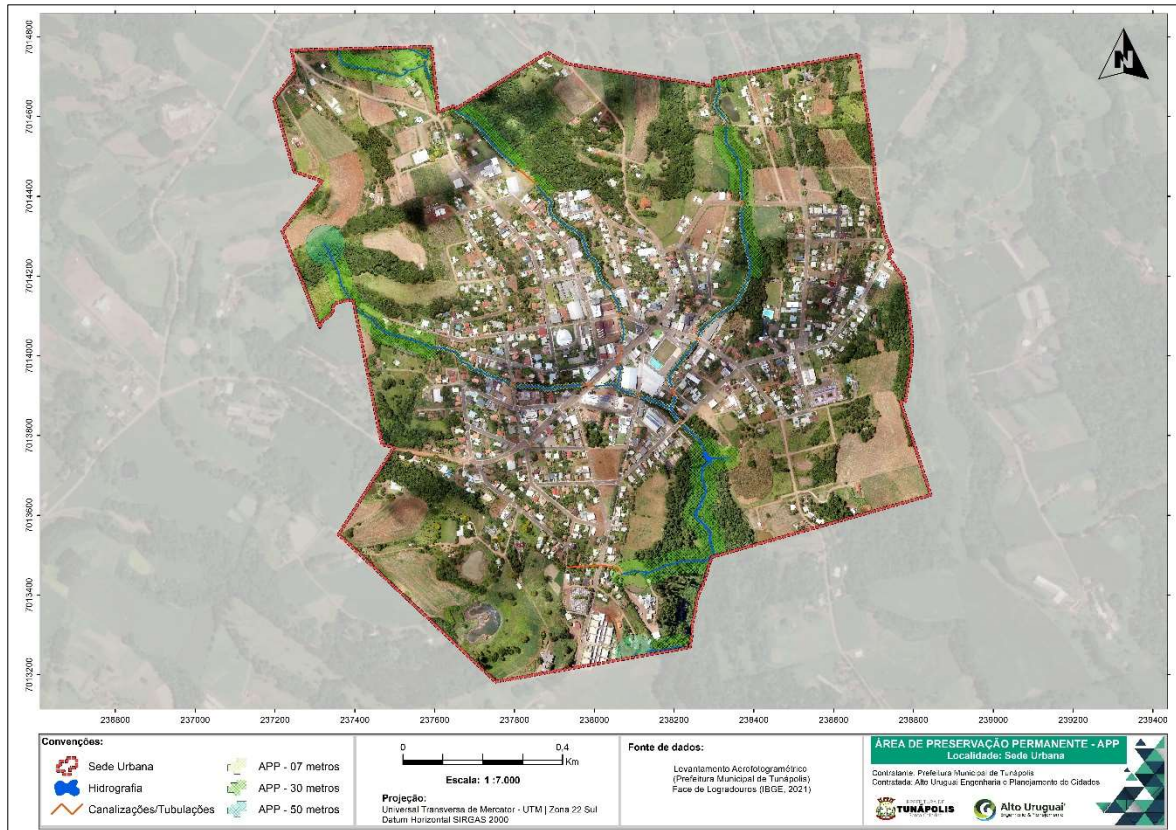 7014800
7014600
7014400
7014200
7014000
7013800
7013600
7013400
7013200
N
236800
237000
237200
237400
237600
237800
238000
238200
238400
238600
238800
239000
239200
239400
Convenções:
Sede Urbana
Hidrografia
Canalizações/Tubulações
APP - 07 metros
APP - 30 metros
APP - 50 metros
0 0,4
Km
Escala: 1 :7.000
Projeção:
Universal Transversa de Mercator - UTM | Zona 22 Sul
Datum Horizontal SIRGAS 2000
Fonte de dados:
Levantamento Aerofotogramétrico
(Prefeitura Municipal de Tunápolis)
Face de Logradouros (IBGE, 2021)
ÁREA DE PRESERVAÇÃO PERMANENTE - APP
Localidade: Sede Urbana
Contratante: Prefeitura Municipal de Tunápolis
Contratada: Alto Uruguai Engenharia e Planejamento de Cidades
TUNÁPOLIS
Alto Uruguai
Engenharia & Planejamento